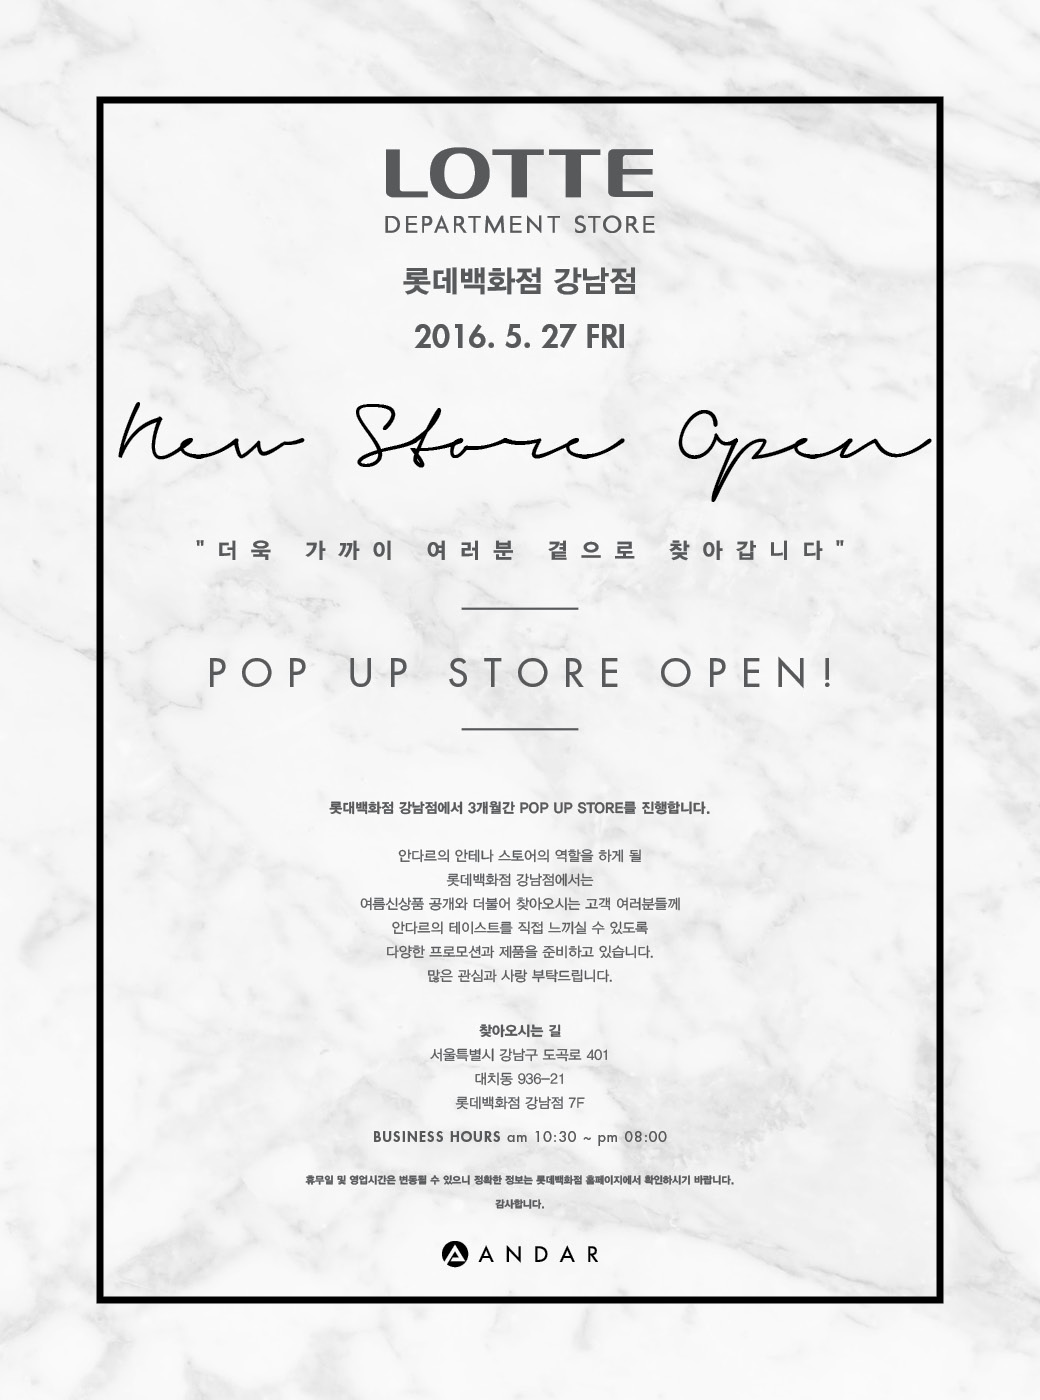 LOTTE
DEPARTMENT STORE
롯데백화점 강남점
2016. 5. 27 FRI
New Store Open
"더욱 가까이 여러분 곁으로 찾아갑니다"
POP UP STORE OPEN!
롯대백화점 강남점에서 3개월간 POP UP STORE를 진행합니다.
안다르의 안테나 스토어의 역할을 하게 될
롯데백화점 강남점에서는
여름신상품 공개와 더불어 찾아오시는 고객 여러분들께
안다르의 테이스트를 직접 느끼실 수 있도록
다양한 프로모션과 제품을 준비하고 있습니다.
많은 관심과 사랑 부탁드립니다.
찾아오시는 길
서울특별시 강남구 도곡로 401
대치동 936-21
롯데백화점 강남점 7F
BUSINESS HOURS am 10:30 ~ pm 08:00
휴무일 및 영업시간은 변동될 수 있으니 정확한 정보는 롯데백화점 홈페이지에서 확인하시기 바랍니다.
감사합니다.
ANDAR